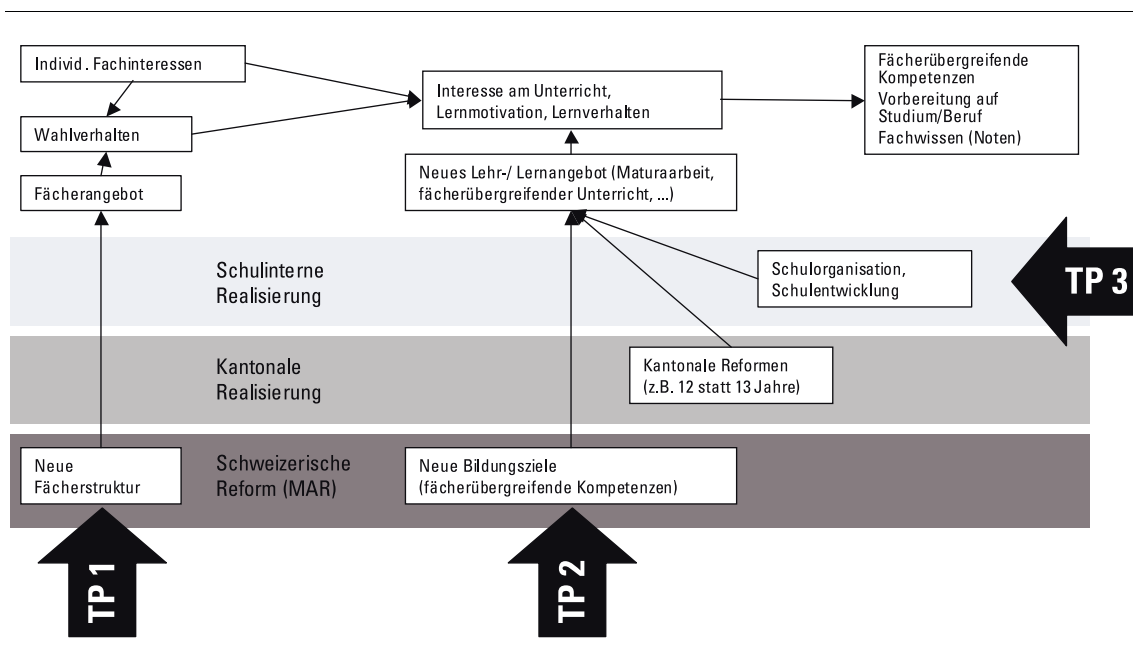 Individ. Fachinteressen
Wahlverhalten
Fächerangebot
Interesse am Unterricht,
Lernmotivation, Lernverhalten
Fächerübergreifende
Kompetenzen
Vorbereitung auf
Studium/Beruf
Fachwissen (Noten)
Neues Lehr-/ Lernangebot (Maturaarbeit,
fächerübergreifender Unterricht, ...)
Schulinterne
Realisierung
Schulorganisation,
Schulentwicklung
TP 3
Kantonale
Realisierung
Kantonale Reformen
(z.B. 12 statt 13 Jahre)
Neue
Fächerstruktur
Schweizerische
Reform (MAR)
Neue Bildungsziele
(fächerübergreifende Kompetenzen)
TP 1
TP 2